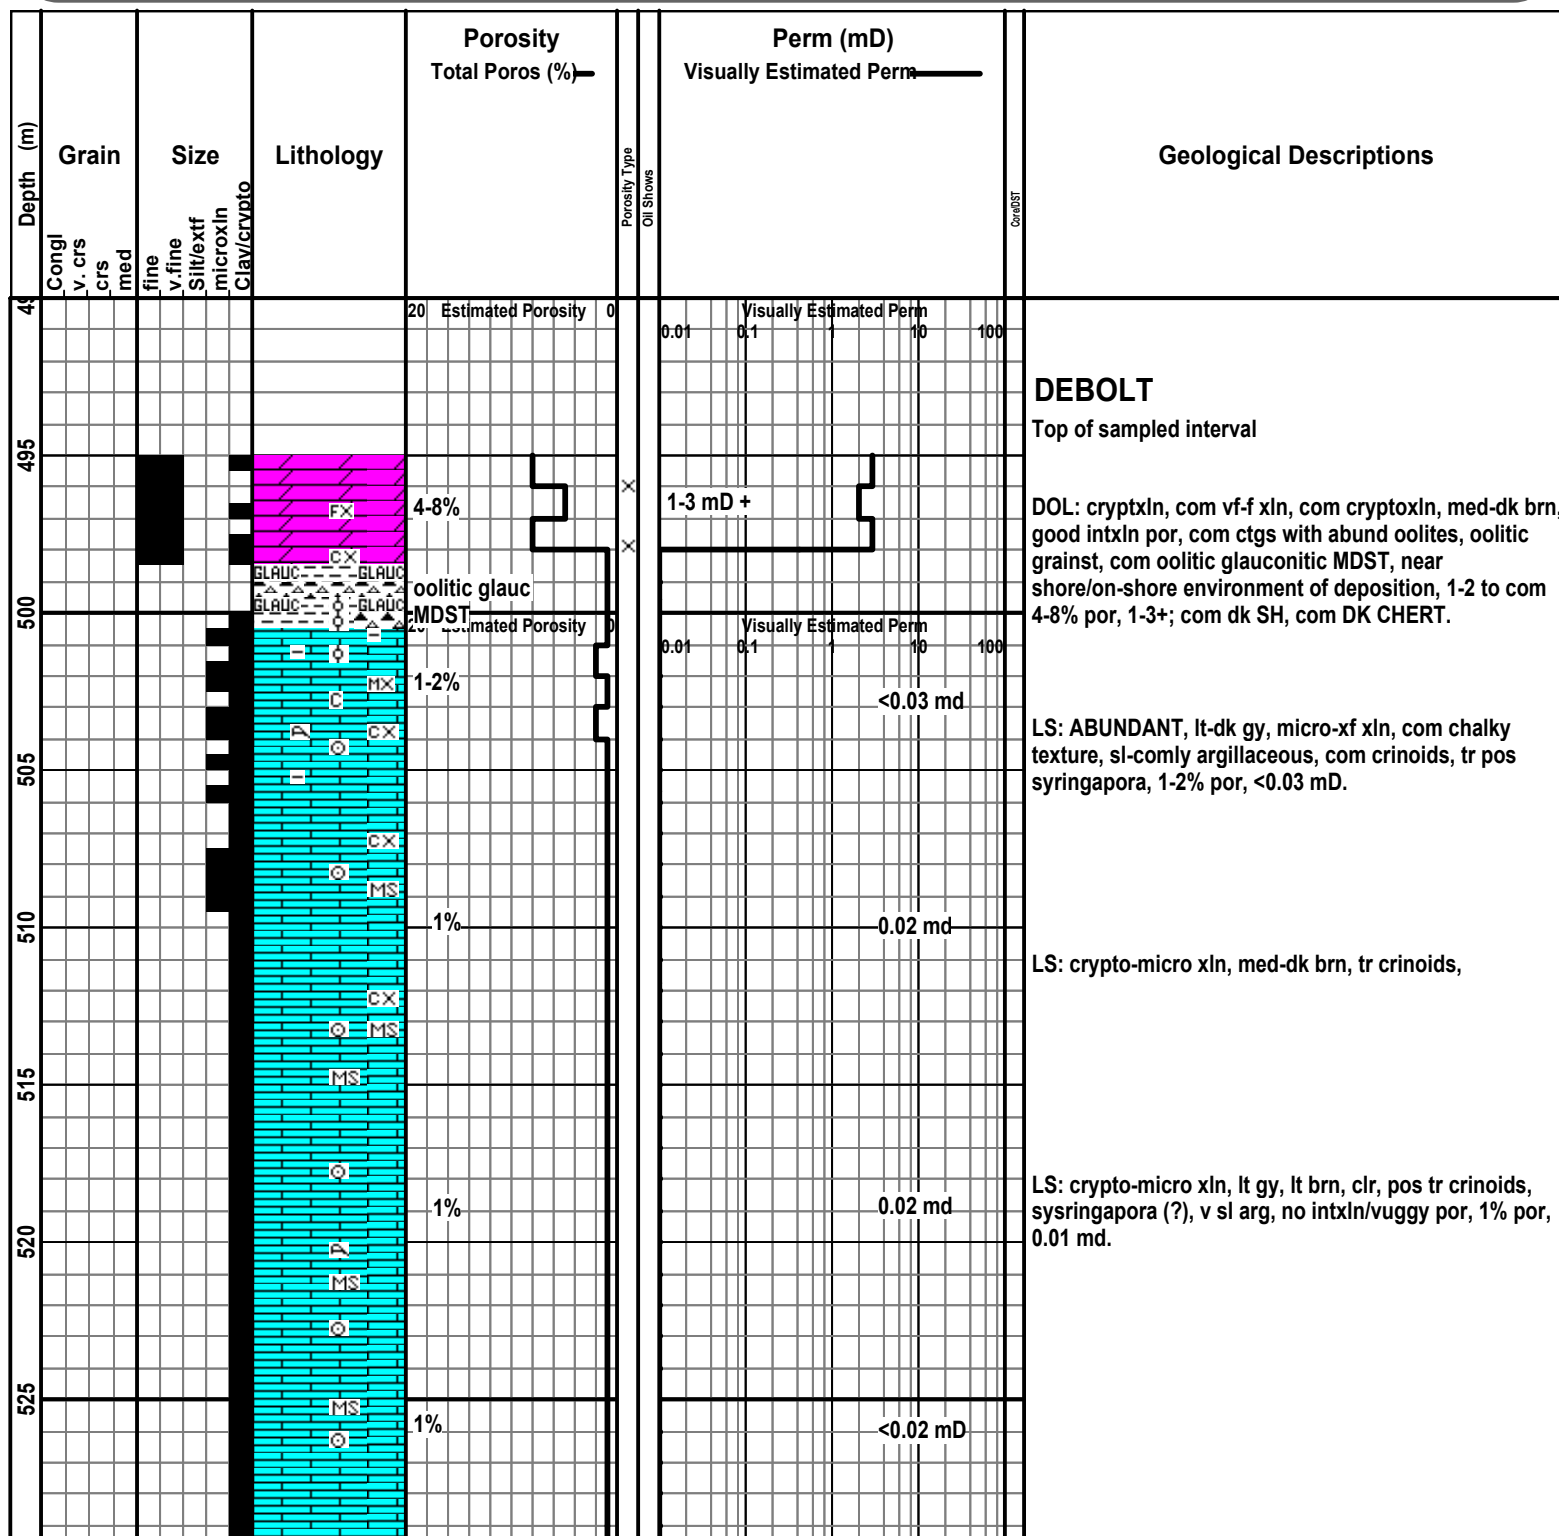 Porosity
Total Poros (%)
Perm (mD)
Visually Estimated Perm
Depth (m)
Grain Size
Lithology
Porosity Type
Oil Shows
Core/DST
Geological Descriptions
Congl
v. crs
crs
med
fine
v.fine
Silt/extf
microxln
Clay/crypto
49
20 Estimated Porosity 0
Visually Estimated Perm
0.01 0.1 1 10 100
DEBOLT
Top of sampled interval
495
4-8%
1-3 mD +
FX
CX
DOL: cryptxln, com vf-f xln, com cryptoxln, med-dk brn,
good intxln por, com ctgs with abund oolites, oolitic
grainst, com oolitic glauconitic MDST, near
shore/on-shore environment of deposition, 1-2 to com
4-8% por, 1-3+; com dk SH, com DK CHERT.
GLAUC GLAUC
GLAUC GLAUC
oolitic glauc
MDST
500
20 Estimated Porosity 0
Visually Estimated Perm
0.01 0.1 1 10 100
MX
1-2%
C
<0.03 md
CX
LS: ABUNDANT, lt-dk gy, micro-xf xln, com chalky
texture, sl-comly argillaceous, com crinoids, tr pos
syringapora, 1-2% por, <0.03 mD.
505
CX
MS
510
1%
0.02 md
LS: crypto-micro xln, med-dk brn, tr crinoids,
CX
MS
515
MS
LS: crypto-micro xln, lt gy, lt brn, clr, pos tr crinoids,
sysringapora (?), v sl arg, no intxln/vuggy por, 1% por,
0.01 md.
1%
0.02 md
520
MS
525
MS
1%
<0.02 mD